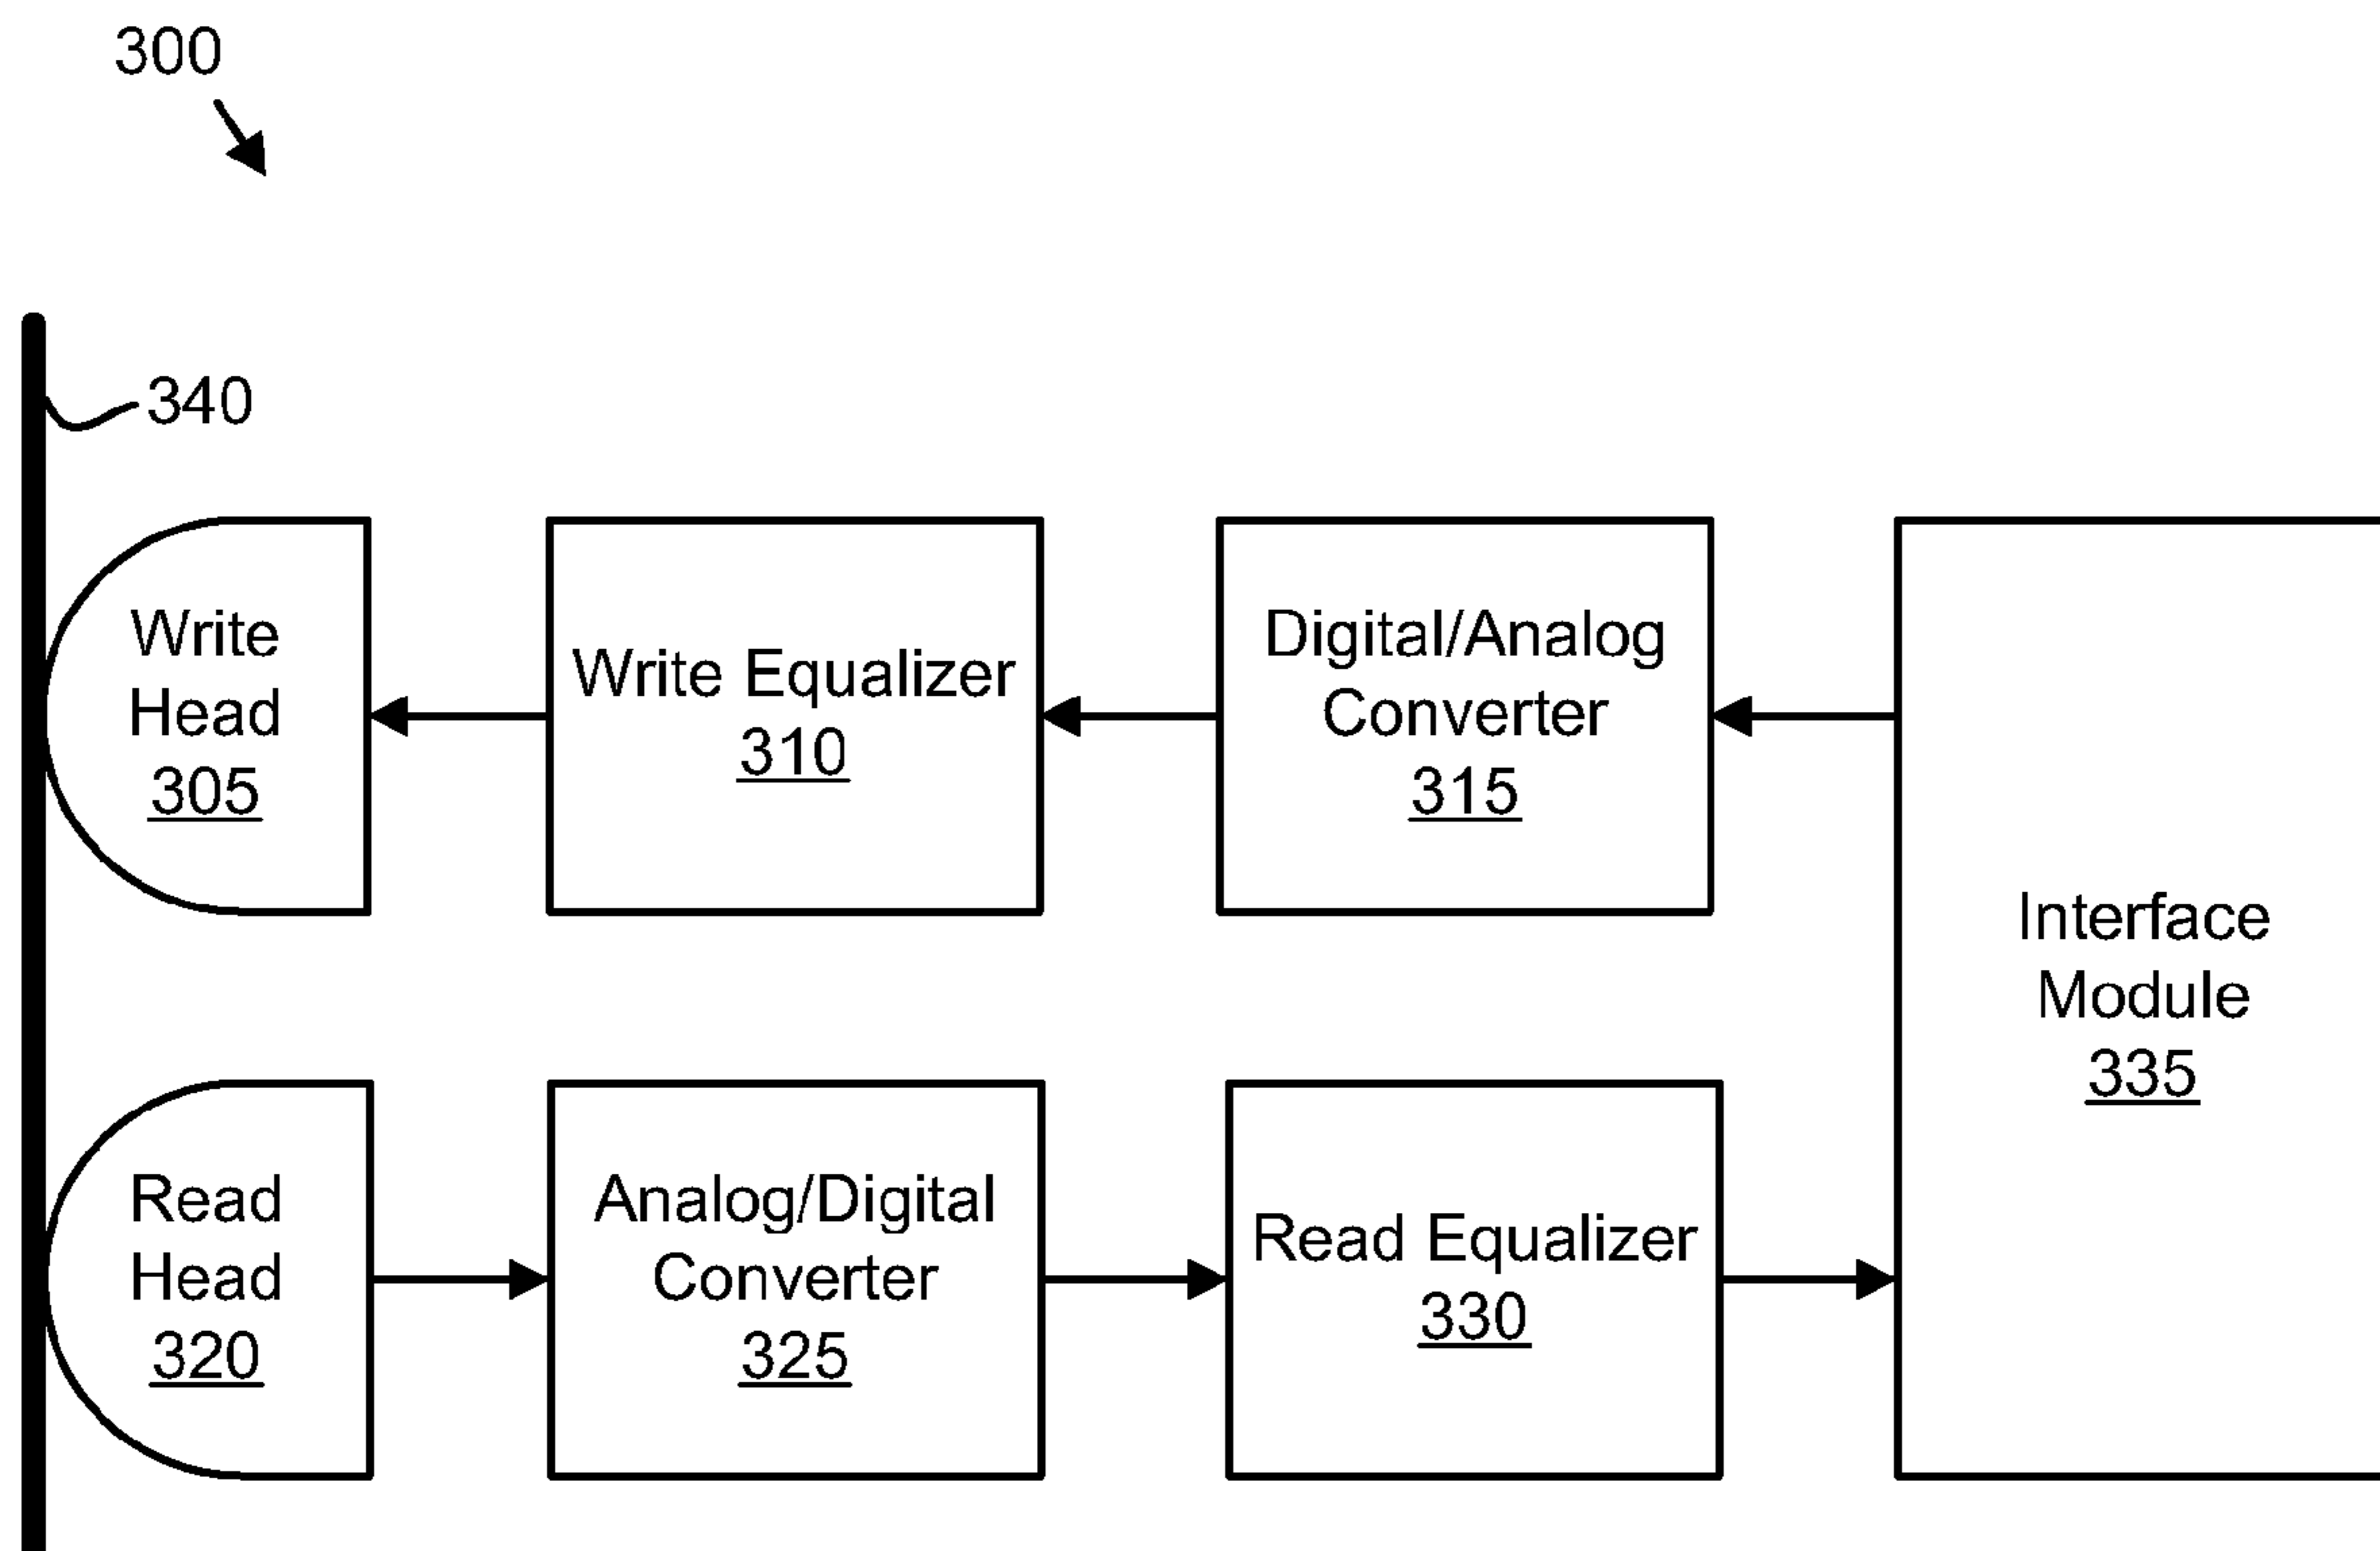 300
340
Write
Head
305
Write Equalizer
310
Digital/Analog
Converter
315
Interface
Module
335
Read
Head
320
Analog/Digital
Converter
325
Read Equalizer
330